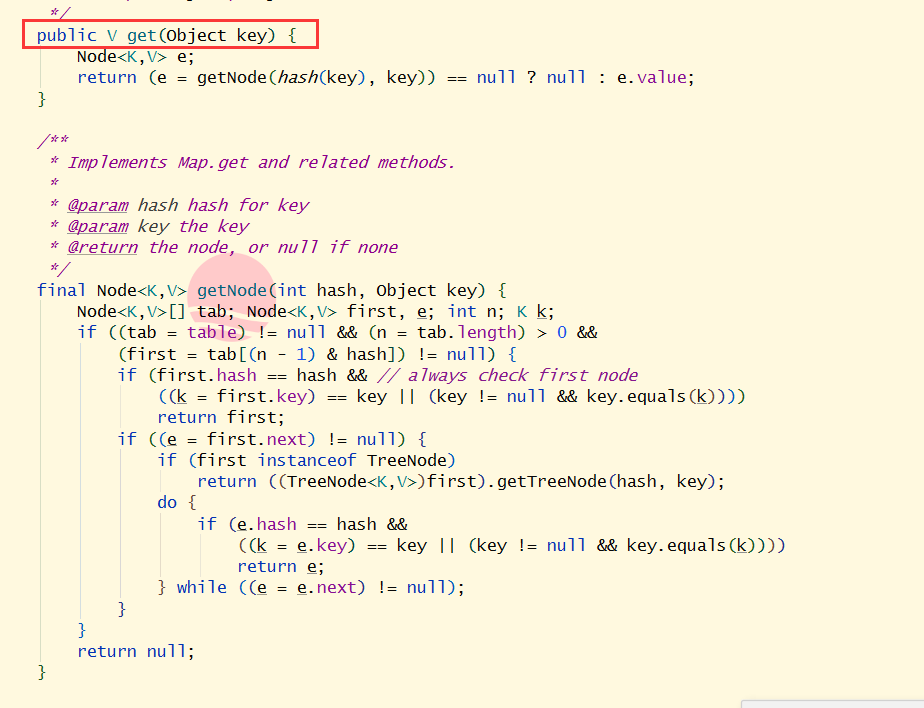 */
public V get(Object key) {
Node<K,V> e;
return (e = getNode(hash(key), key)) == null ? null : e.value;
}
/**
* Implements Map.get and related methods.
*
* @param hash hash for key
* @param key the key
* @return the node, or null if none
*/
final Node<K,V> getNode(int hash, Object key) {
Node<K,V>[] tab; Node<K,V> first, e; int n; K k;
if ((tab = table) != null && (n = tab.length) > 0 &&
(first = tab[(n - 1) & hash]) != null) {
if (first.hash == hash && // always check first node
((k = first.key) == key || (key != null && key.equals(k))))
return first;
if ((e = first.next) != null) {
if (first instanceof TreeNode)
return ((TreeNode<K,V>)first).getTreeNode(hash, key);
do {
if (e.hash == hash &&
((k = e.key) == key || (key != null && key.equals(k))))
return e;
} while ((e = e.next) != null);
}
}
return null;
}